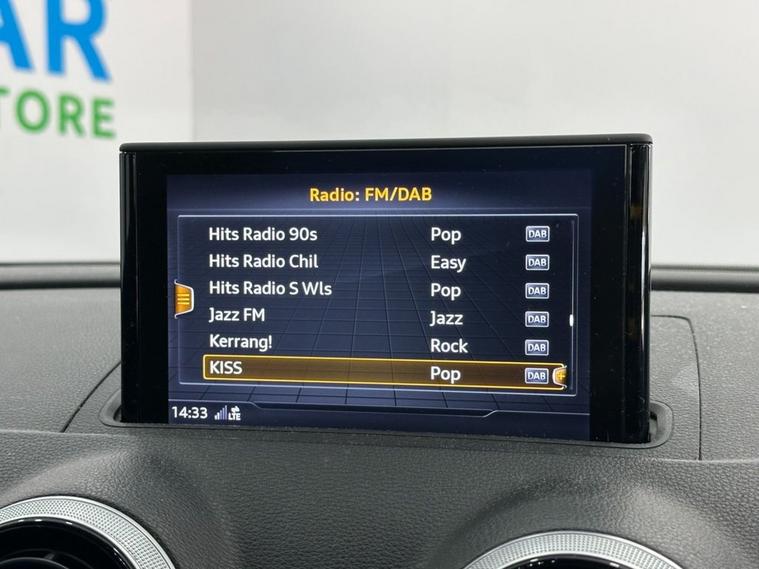 AR
TORE
Radio: FM/DAB
Hits Radio 90s Pop DAB
Hits Radio Chil Easy DAB
Hits Radio S Wls Pop DAB
Jazz FM Jazz DAB
Kerrang! Rock DAB
KISS Pop DAB
14:33 LTE